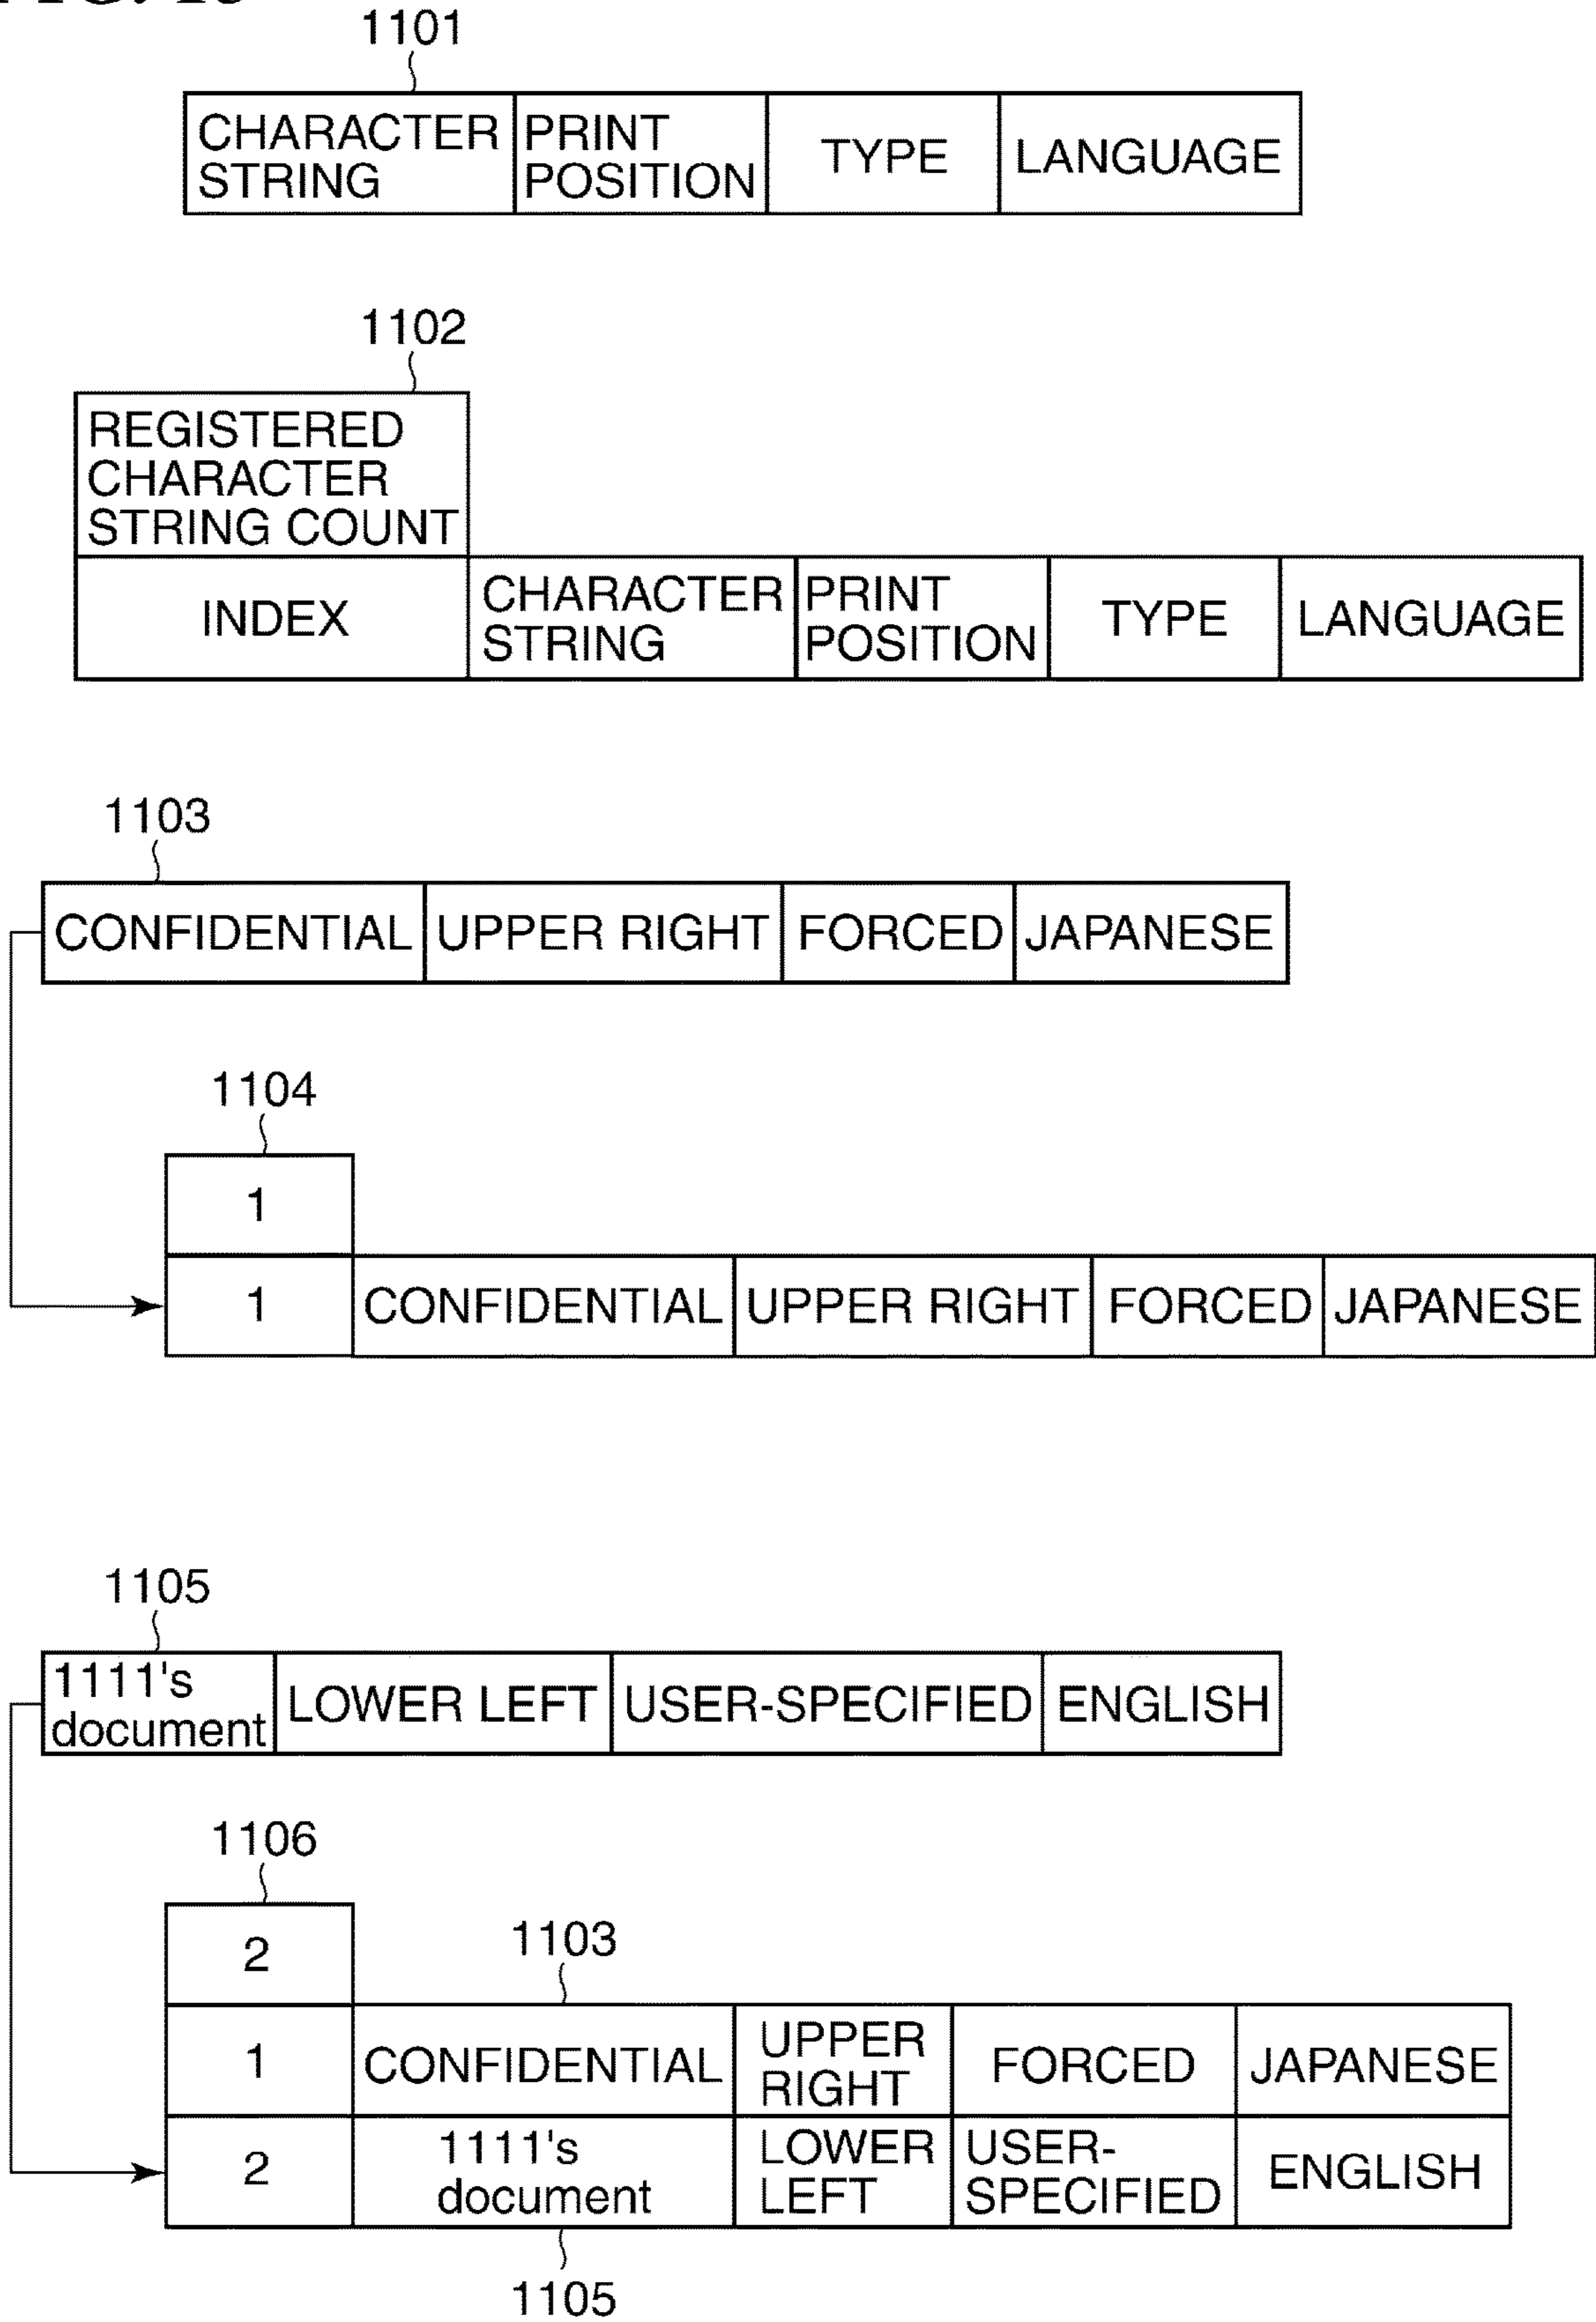 1101
CHARACTER STRING
PRINT POSITION
TYPE
LANGUAGE
1102
REGISTERED CHARACTER STRING COUNT
INDEX
CHARACTER STRING
PRINT POSITION
TYPE
LANGUAGE
1103
CONFIDENTIAL
UPPER RIGHT
FORCED
JAPANESE
1104
1
1
CONFIDENTIAL
UPPER RIGHT
FORCED
JAPANESE
1105
1111's document
LOWER LEFT
USER-SPECIFIED
ENGLISH
1106
2
1103
1
CONFIDENTIAL
UPPER RIGHT
FORCED
JAPANESE
2
1111's document
LOWER LEFT
USER-SPECIFIED
ENGLISH
1105